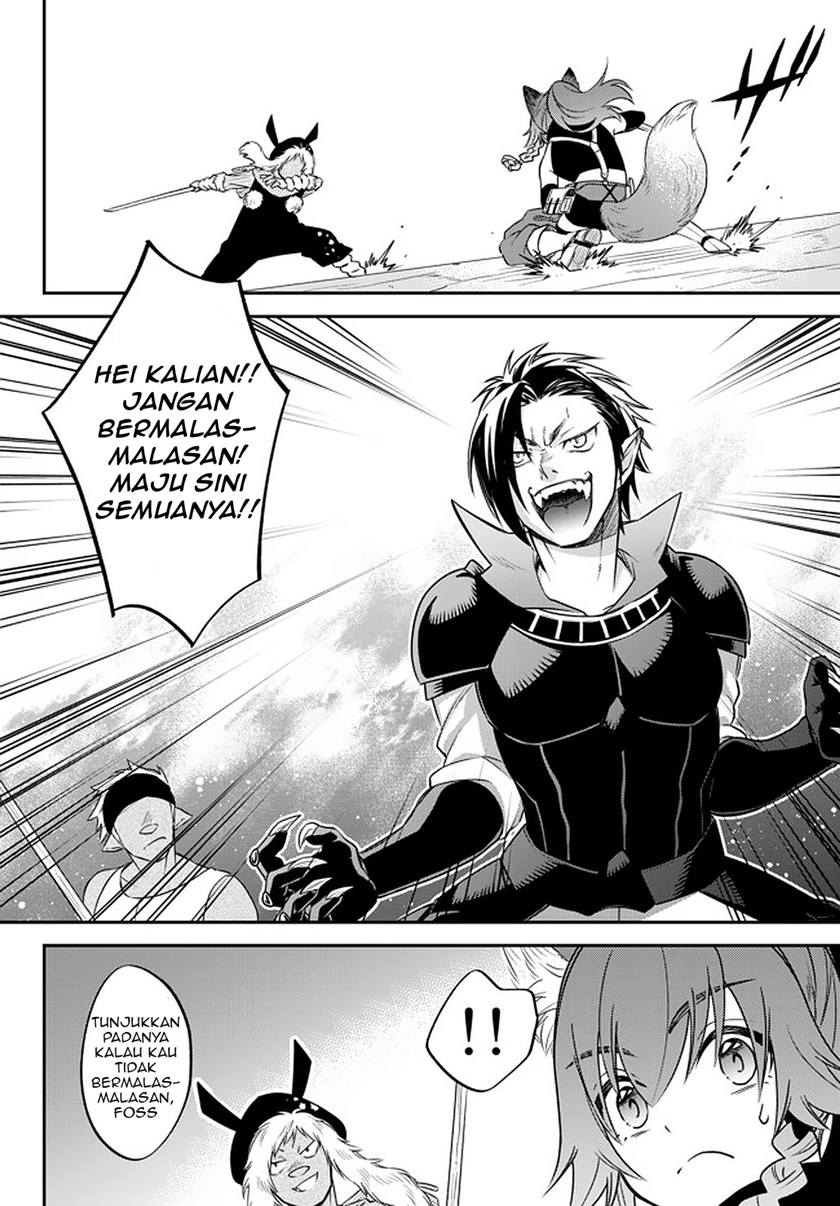 HEI KALIAN!!
JANGAN
BERMALAS-
MALASAN!
MAJU SINI
SEMUANYA!!
!!
TUNJUKKAN
PADANYA
KALAU KAU
TIDAK
BERMALAS-
MALASAN,
FOSS